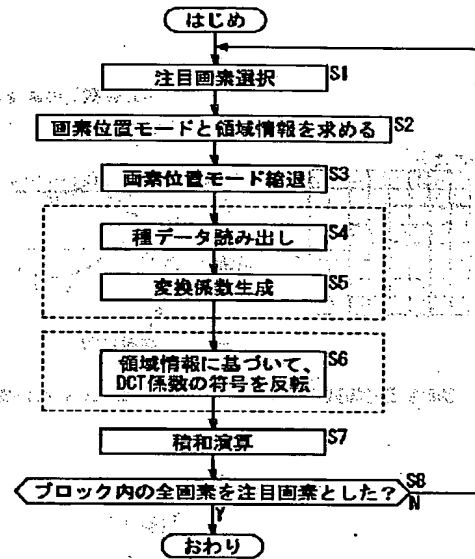 はじめ
注目画素選択 S1
画素位置モードと領域情報を求める S2
画素位置モード縮退 S3
種データ読み出し S4
変換係数生成 S5
領域情報に基づいて、 S6
DCT係数の符号を反転
積和演算 S7
ブロック内の全画素を注目画素とした? S8
N
Y
おわり